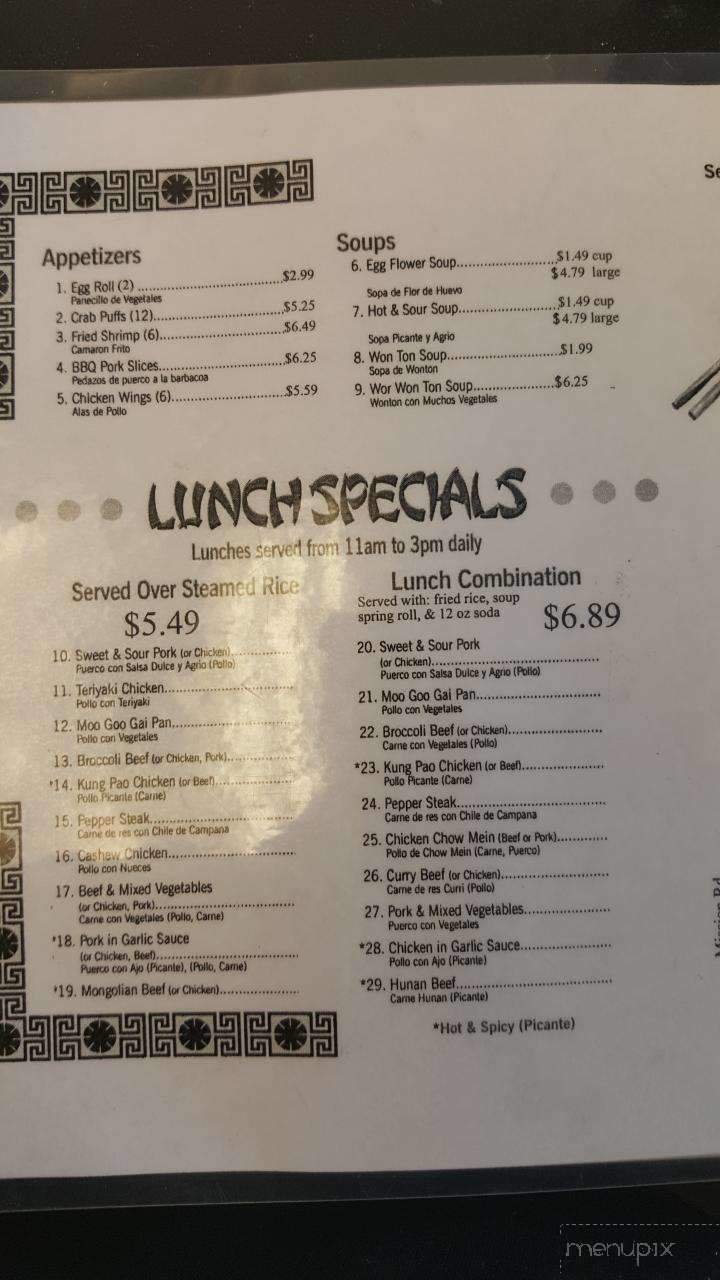 Se
Appetizers
1. Egg Roll (2) ..............................$2.99
Panecillo de Vegetales
2. Crab Puffs (12)..........................$5.25
3. Fried Shrimp (6).........................$6.49
Camaron Frito
4. BBQ Pork Slices.........................$6.25
Pedazos de puerco a la barbacoa
5. Chicken Wings (6).......................$5.59
Alas de Pollo
Soups
6. Egg Flower Soup....................$1.49 cup
$4.79 large
Sopa de Flor de Huevo
7. Hot & Sour Soup....................$1.49 cup
$4.79 large
Sopa Picante y Agrio
8. Won Ton Soup.......................$1.99
Sopa de Wonton
9. Wor Won Ton Soup................$6.25
Wonton con Muchos Vegetales
LUNCH SPECIALS
Lunches served from 11am to 3pm daily
Served Over Steamed Rice
$5.49
10. Sweet & Sour Pork (or Chicken)..............
Puerco con Salsa Dulce y Agrio (Pollo)
11. Teriyaki Chicken..........................
Pollo con Teriyaki
12. Moo Goo Gai Pan..........................
Pollo con Vegetales
13. Broccoli Beef (or Chicken, Pork)..............
*14. Kung Pao Chicken (or Beef)................
Pollo Picante (Carne)
15. Pepper Steak.............................
Carne de res con Chile de Campana
16. Cashew Chicken..........................
Pollo con Nueces
17. Beef & Mixed Vegetables
(or Chicken, Pork)...............................
Carne con Vegetales (Pollo, Carne)
*18. Pork in Garlic Sauce
(or Chicken, Beef)...............................
Puerco con Ajo (Picante), (Pollo, Carne)
*19. Mongolian Beef (or Chicken)................
Lunch Combination
Served with: fried rice, soup
spring roll, & 12 oz soda
$6.89
20. Sweet & Sour Pork
(or Chicken)....................................
Puerco con Salsa Dulce y Agrio (Pollo)
21. Moo Goo Gai Pan..........................
Pollo con Vegetales
22. Broccoli Beef (or Chicken)...................
Carne con Vegetales (Pollo)
*23. Kung Pao Chicken (or Beef)................
Pollo Picante (Carne)
24. Pepper Steak.............................
Carne de res con Chile de Campana
25. Chicken Chow Mein (Beef or Pork)............
Pollo de Chow Mein (Carne, Puerco)
26. Curry Beef (or Chicken).....................
Carne de res Curri (Pollo)
27. Pork & Mixed Vegetables..................
Puerco con Vegetales
*28. Chicken in Garlic Sauce...................
Pollo con Ajo (Picante)
*29. Hunan Beef..............................
Carne Hunan (Picante)
*Hot & Spicy (Picante)
menupix